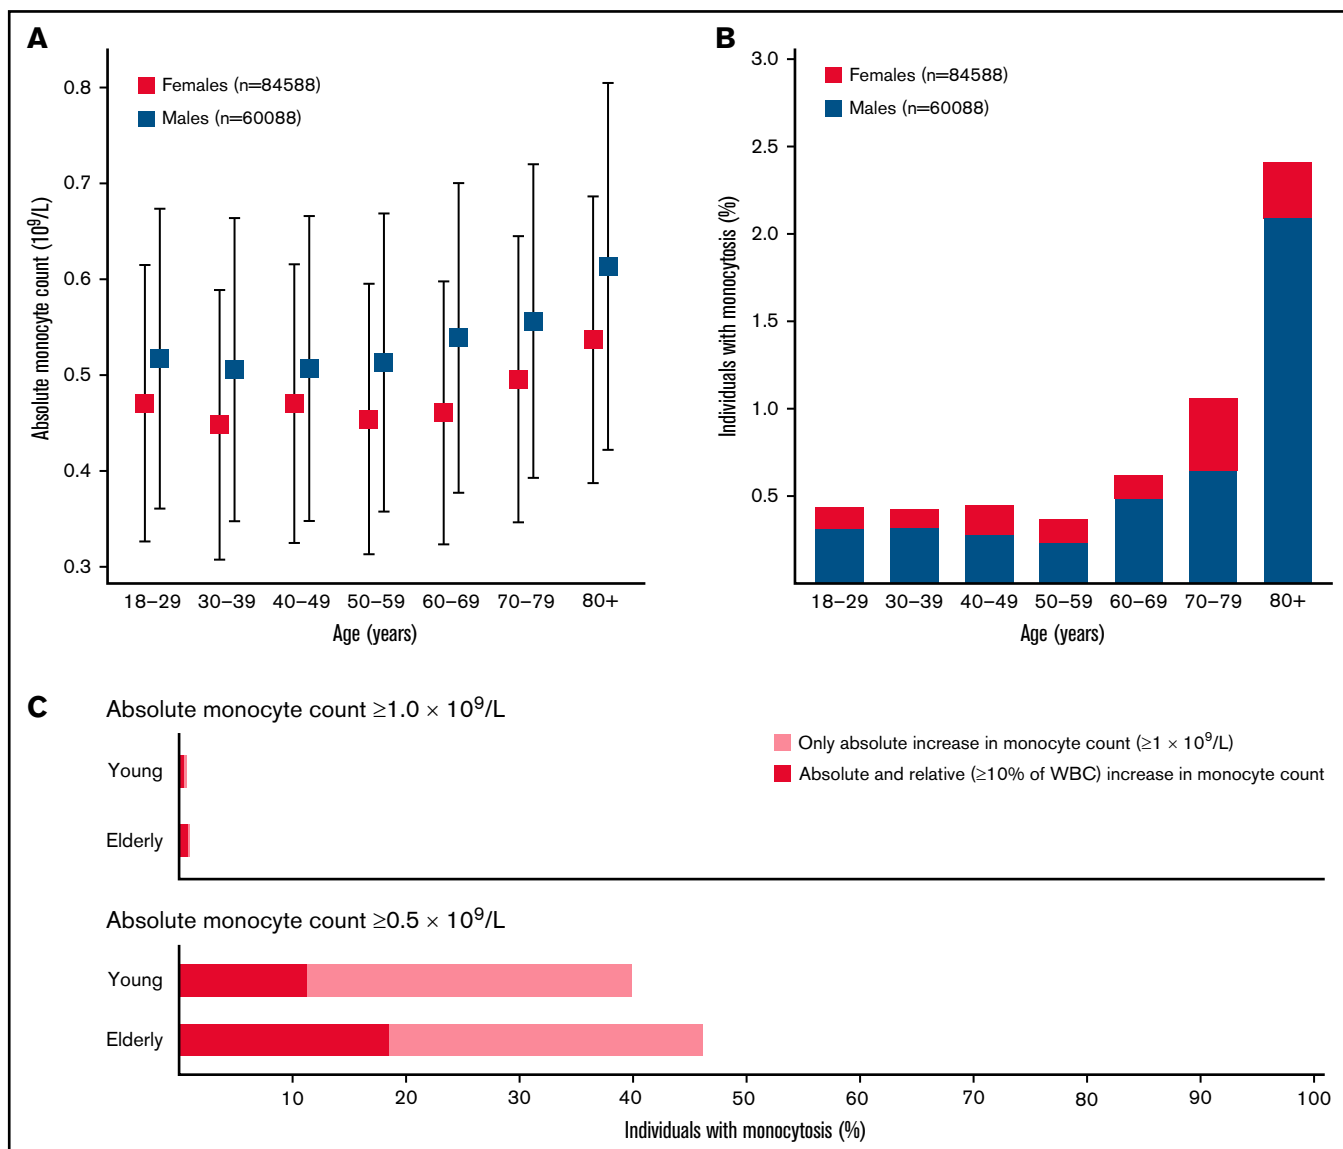 A
Females (n=84588)
Males (n=60088)
Absolute monocyte count (10⁹/L)
0.8
0.7
0.6
0.5
0.4
0.3
18–29 30–39 40–49 50–59 60–69 70–79 80+
Age (years)
B
Females (n=84588)
Males (n=60088)
Individuals with monocytosis (%)
3.0
2.5
2.0
1.5
1.0
0.5
18–29 30–39 40–49 50–59 60–69 70–79 80+
Age (years)
C
Absolute monocyte count ≥1.0 × 10⁹/L
Only absolute increase in monocyte count (≥1 × 10⁹/L)
Absolute and relative (≥10% of WBC) increase in monocyte count
Young
Elderly
Absolute monocyte count ≥0.5 × 10⁹/L
Young
Elderly
10 20 30 40 50 60 70 80 90 100
Individuals with monocytosis (%)